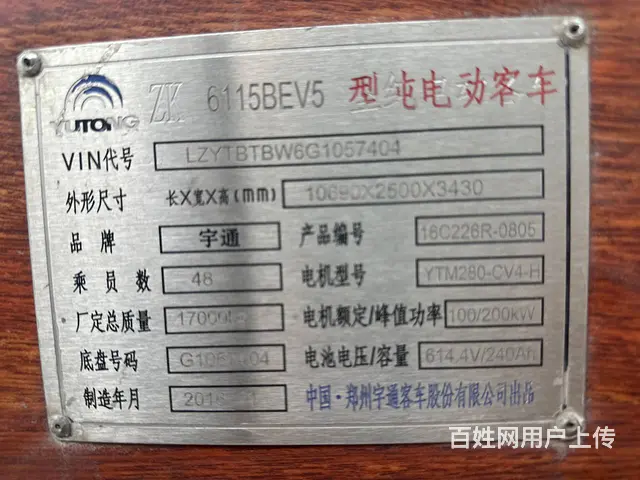 YUTONG ZK 6115BEV5 型纯电动客车
VIN代号 LZYTBTBW6G1057404
外形尺寸 长X宽X高(mm) 10690X2500X3430
品牌 宇通 产品编号 16C226R-0805
乘员数 48 电机型号 YTM280-CV4-H
厂定总质量 电机额定/峰值功率 100/200kW
底盘号码 电池电压/容量 614.4V/240Ah
制造年月 中国·郑州宇通客车股份有限公司出品
百姓网用户上传